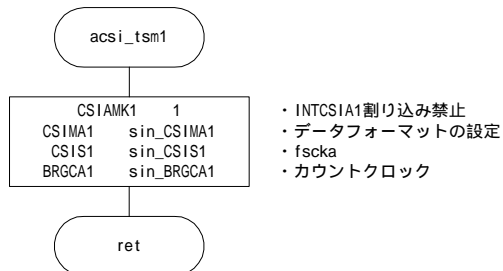 acsi_tsm1
CSIAMK1 1
CSIMA1 sin_CSIMA1
CSIS1 sin_CSIS1
BRGCA1 sin_BRGCA1
・INTCSIA1割り込み禁止
・データフォーマットの設定
・fscka
・カウントクロック
ret